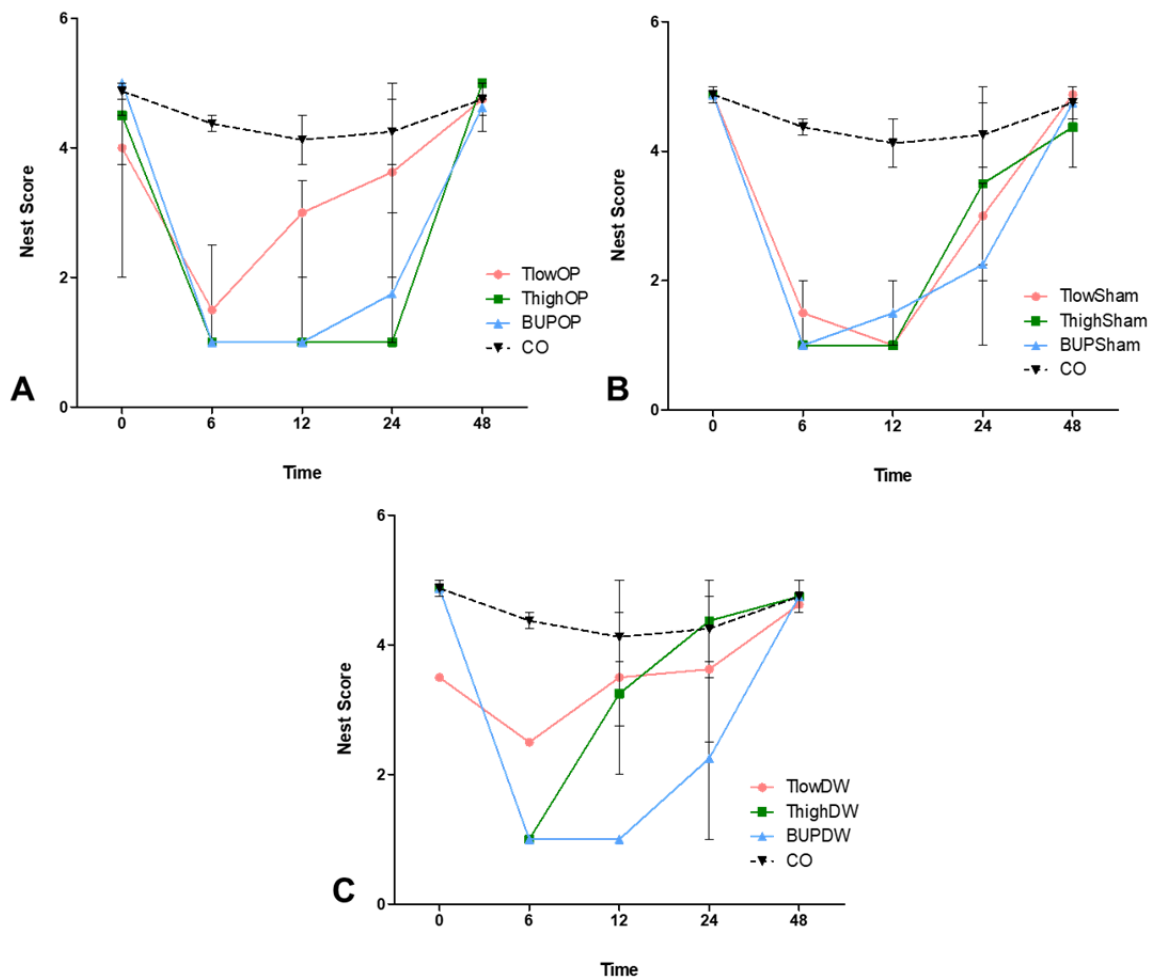 6
4
2
0
Nest Score
TlowOP
ThighOP
BUPOP
CO
A
0 6 12 24 48
Time
6
4
2
0
Nest Score
TlowSham
ThighSham
BUPSham
CO
B
0 6 12 24 48
Time
6
4
2
0
Nest Score
TlowDW
ThighDW
BUPDW
CO
C
0 6 12 24 48
Time